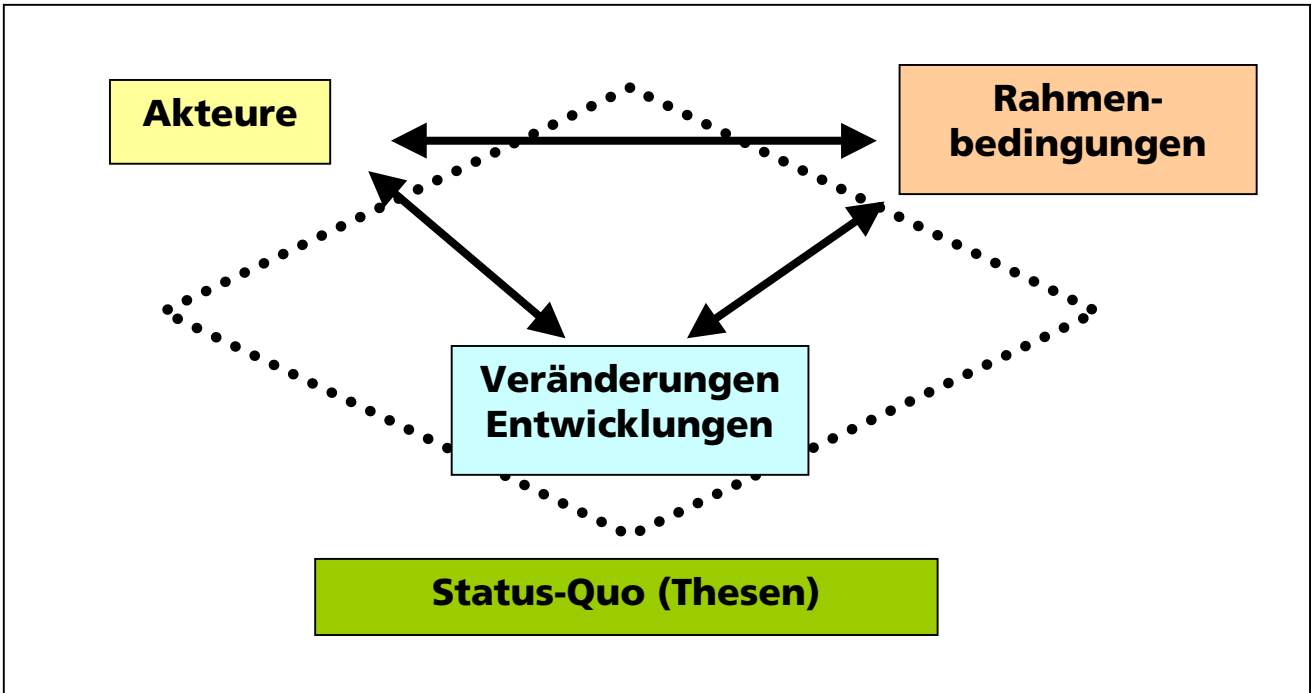 Akteure
Rahmen-
bedingungen
Veränderungen
Entwicklungen
Status-Quo (Thesen)